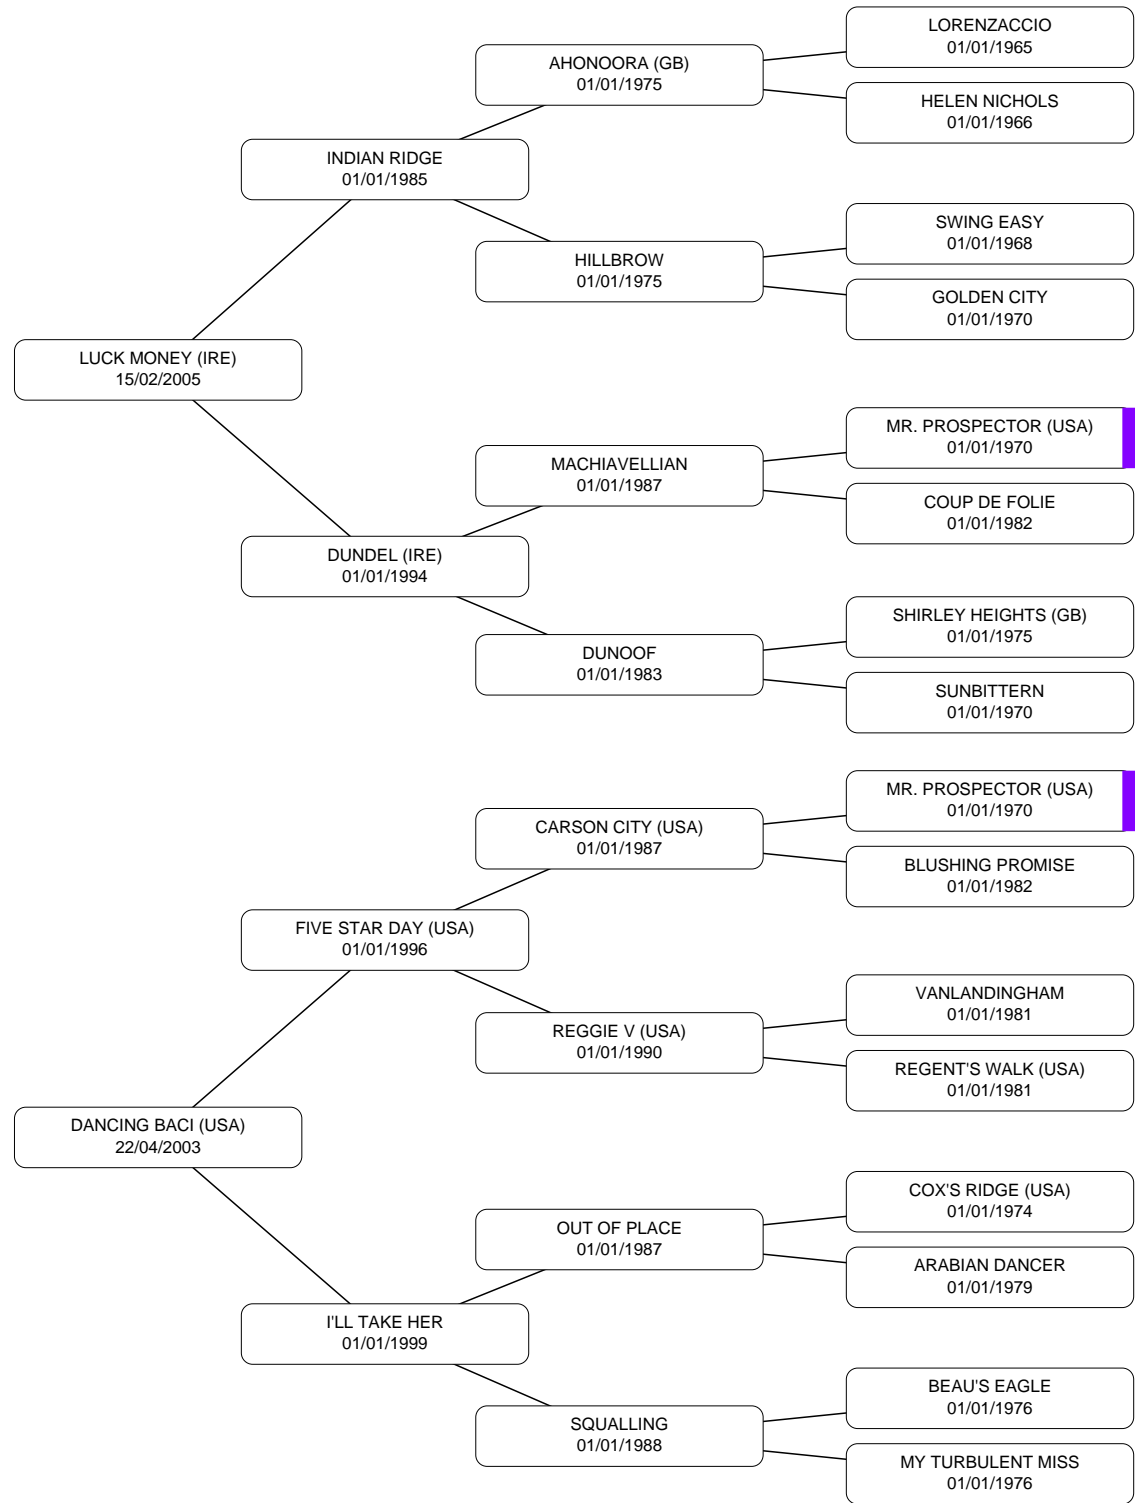 LORENZACCIO
01/01/1965
AHONOORA (GB)
01/01/1975
HELEN NICHOLS
01/01/1966
INDIAN RIDGE
01/01/1985
SWING EASY
01/01/1968
HILLBROW
01/01/1975
GOLDEN CITY
01/01/1970
LUCK MONEY (IRE)
15/02/2005
MR. PROSPECTOR (USA)
01/01/1970
MACHIAVELLIAN
01/01/1987
COUP DE FOLIE
01/01/1982
DUNDEL (IRE)
01/01/1994
SHIRLEY HEIGHTS (GB)
01/01/1975
DUNOOF
01/01/1983
SUNBITTERN
01/01/1970
MR. PROSPECTOR (USA)
01/01/1970
CARSON CITY (USA)
01/01/1987
BLUSHING PROMISE
01/01/1982
FIVE STAR DAY (USA)
01/01/1996
VANLANDINGHAM
01/01/1981
REGGIE V (USA)
01/01/1990
REGENT'S WALK (USA)
01/01/1981
DANCING BACI (USA)
22/04/2003
COX'S RIDGE (USA)
01/01/1974
OUT OF PLACE
01/01/1987
ARABIAN DANCER
01/01/1979
I'LL TAKE HER
01/01/1999
BEAU'S EAGLE
01/01/1976
SQUALLING
01/01/1988
MY TURBULENT MISS
01/01/1976